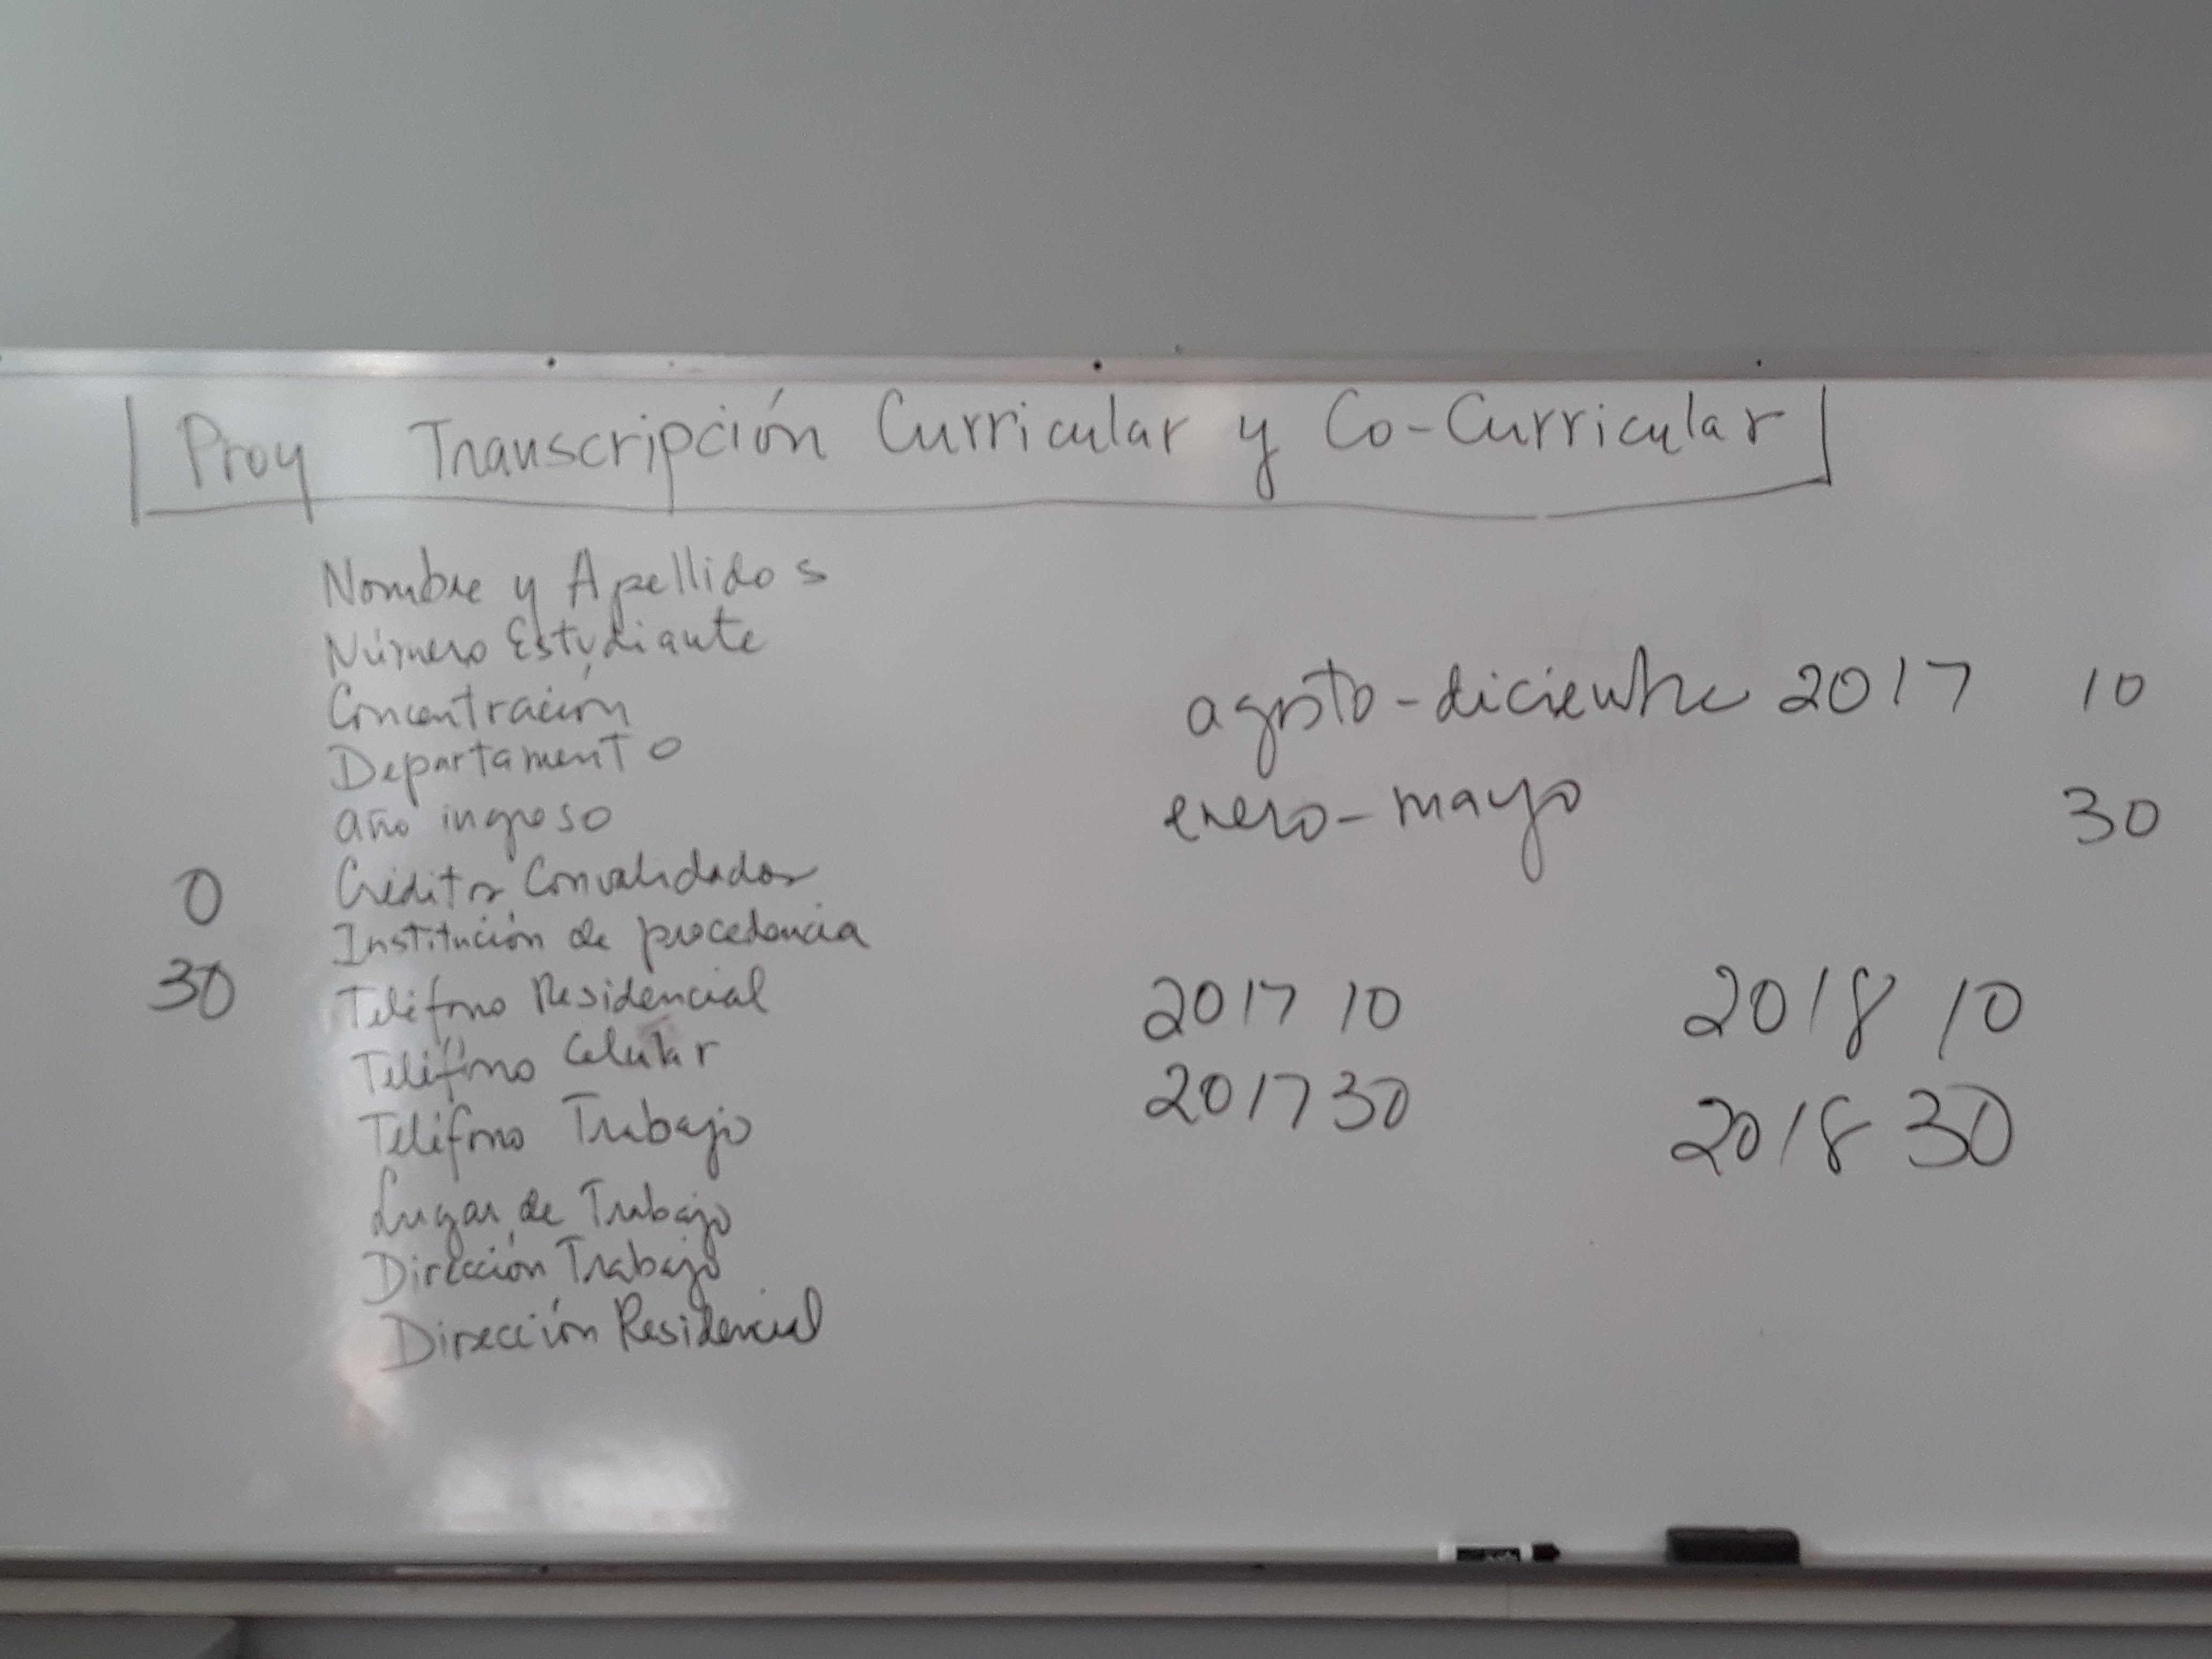 Proy Transcripción Curricular y Co-Curricular
Nombre y Apellidos
Número Estudiante
Concentración
Departamento
año ingreso
0 Créditos Convalidados
Institución de procedencia
30 Teléfono Residencial
Teléfono Celular
Teléfono Trabajo
Lugar de Trabajo
Dirección Trabajo
Dirección Residencial
agosto-diciembre 2017 10
enero-mayo 30
2017 10 2018 10
2017 30 2018 30